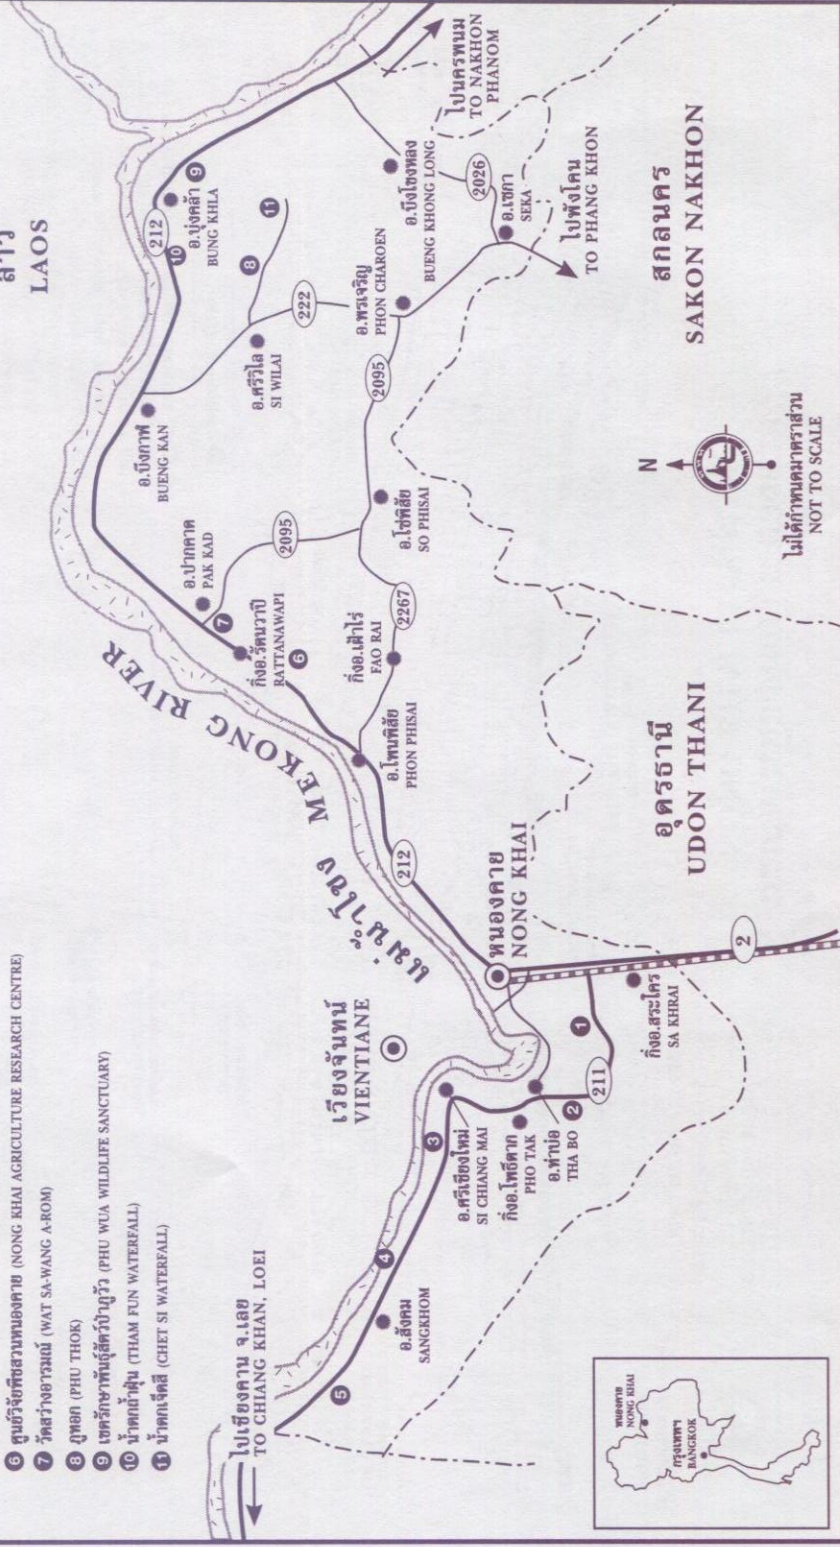 ❻ ศูนย์วิจัยพืชสวนหนองคาย (NONG KHAI AGRICULTURE RESEARCH CENTRE)
❼ วัดสว่างอารมณ์ (WAT SA-WANG A-ROM)
❽ ภูทอก (PHU THOK)
❾ เขตรักษาพันธุ์สัตว์ป่าภูวัว (PHU WUA WILDLIFE SANCTUARY)
❿ น้ำตกถ้ำฝุ่น (THAM FUN WATERFALL)
⓫ น้ำตกเจ็ดสี (CHET SI WATERFALL)
ลาว
LAOS
212
❿
❾
อ.บุ่งคล้า
BUNG KHLA
อ.บึงกาฬ
BUENG KAN
❽
⓫
222
อ.ศรีวิไล
SI WILAI
ไปนครพนม
TO NAKHON
PHANOM
อ.ปากคาด
PAK KAD
❼
2095
กิ่งอ.รัตนวาปี
RATTANAWAPI
❻
แม่น้ำโขง MEKONG RIVER
อ.พรเจริญ
PHON CHAROEN
อ.บึงโขงหลง
BUENG KHONG LONG
2026
2095
อ.เซกา
SEKA
อ.โซ่พิสัย
SO PHISAI
กิ่งอ.เฝ้าไร่
FAO RAI
2267
อ.โพนพิสัย
PHON PHISAI
ไปพังโคน
TO PHANG KHON
212
เวียงจันทน์
VIENTIANE
หนองคาย
NONG KHAI
ไปเชียงคาน จ.เลย
TO CHIANG KHAN, LOEI
❺
❹
อ.สังคม
SANGKHOM
❸
อ.ศรีเชียงใหม่
SI CHIANG MAI
กิ่งอ.โพธิ์ตาก
PHO TAK
อ.ท่าบ่อ
THA BO
❷
211
❶
กิ่งอ.สระใคร
SA KHRAI
2
อุดรธานี
UDON THANI
สกลนคร
SAKON NAKHON
N
ไม่ได้กำหนดมาตราส่วน
NOT TO SCALE
หนองคาย
NONG KHAI
กรุงเทพฯ
BANGKOK